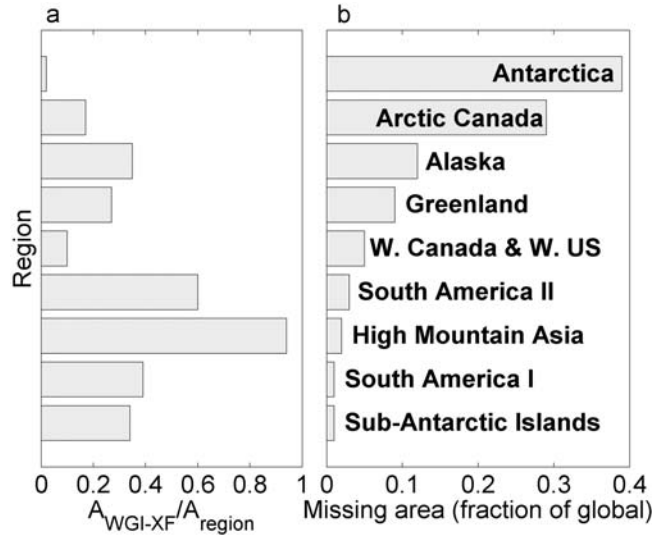 a
b
Region
Antarctica
Arctic Canada
Alaska
Greenland
W. Canada & W. US
South America II
High Mountain Asia
South America I
Sub-Antarctic Islands
0 0.2 0.4 0.6 0.8 1
0 0.1 0.2 0.3 0.4
A_WGI-XF/A_region
Missing area (fraction of global)